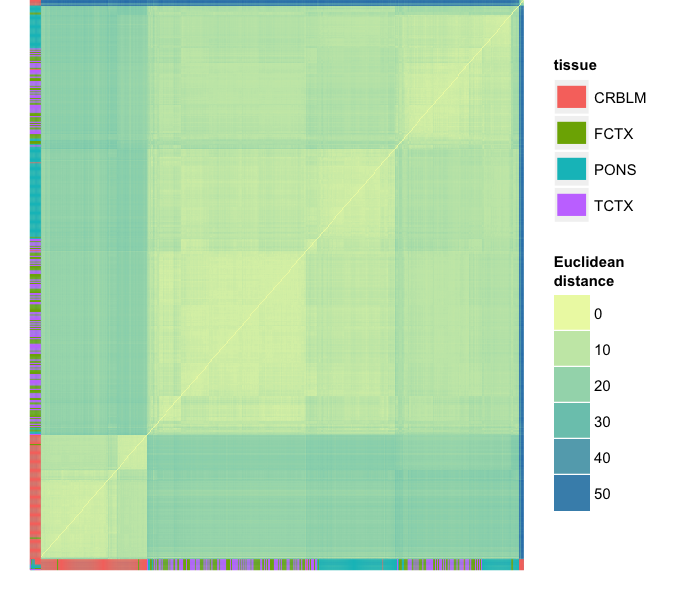 tissue
CRBLM
FCTX
PONS
TCTX
Euclidean
distance
0
10
20
30
40
50